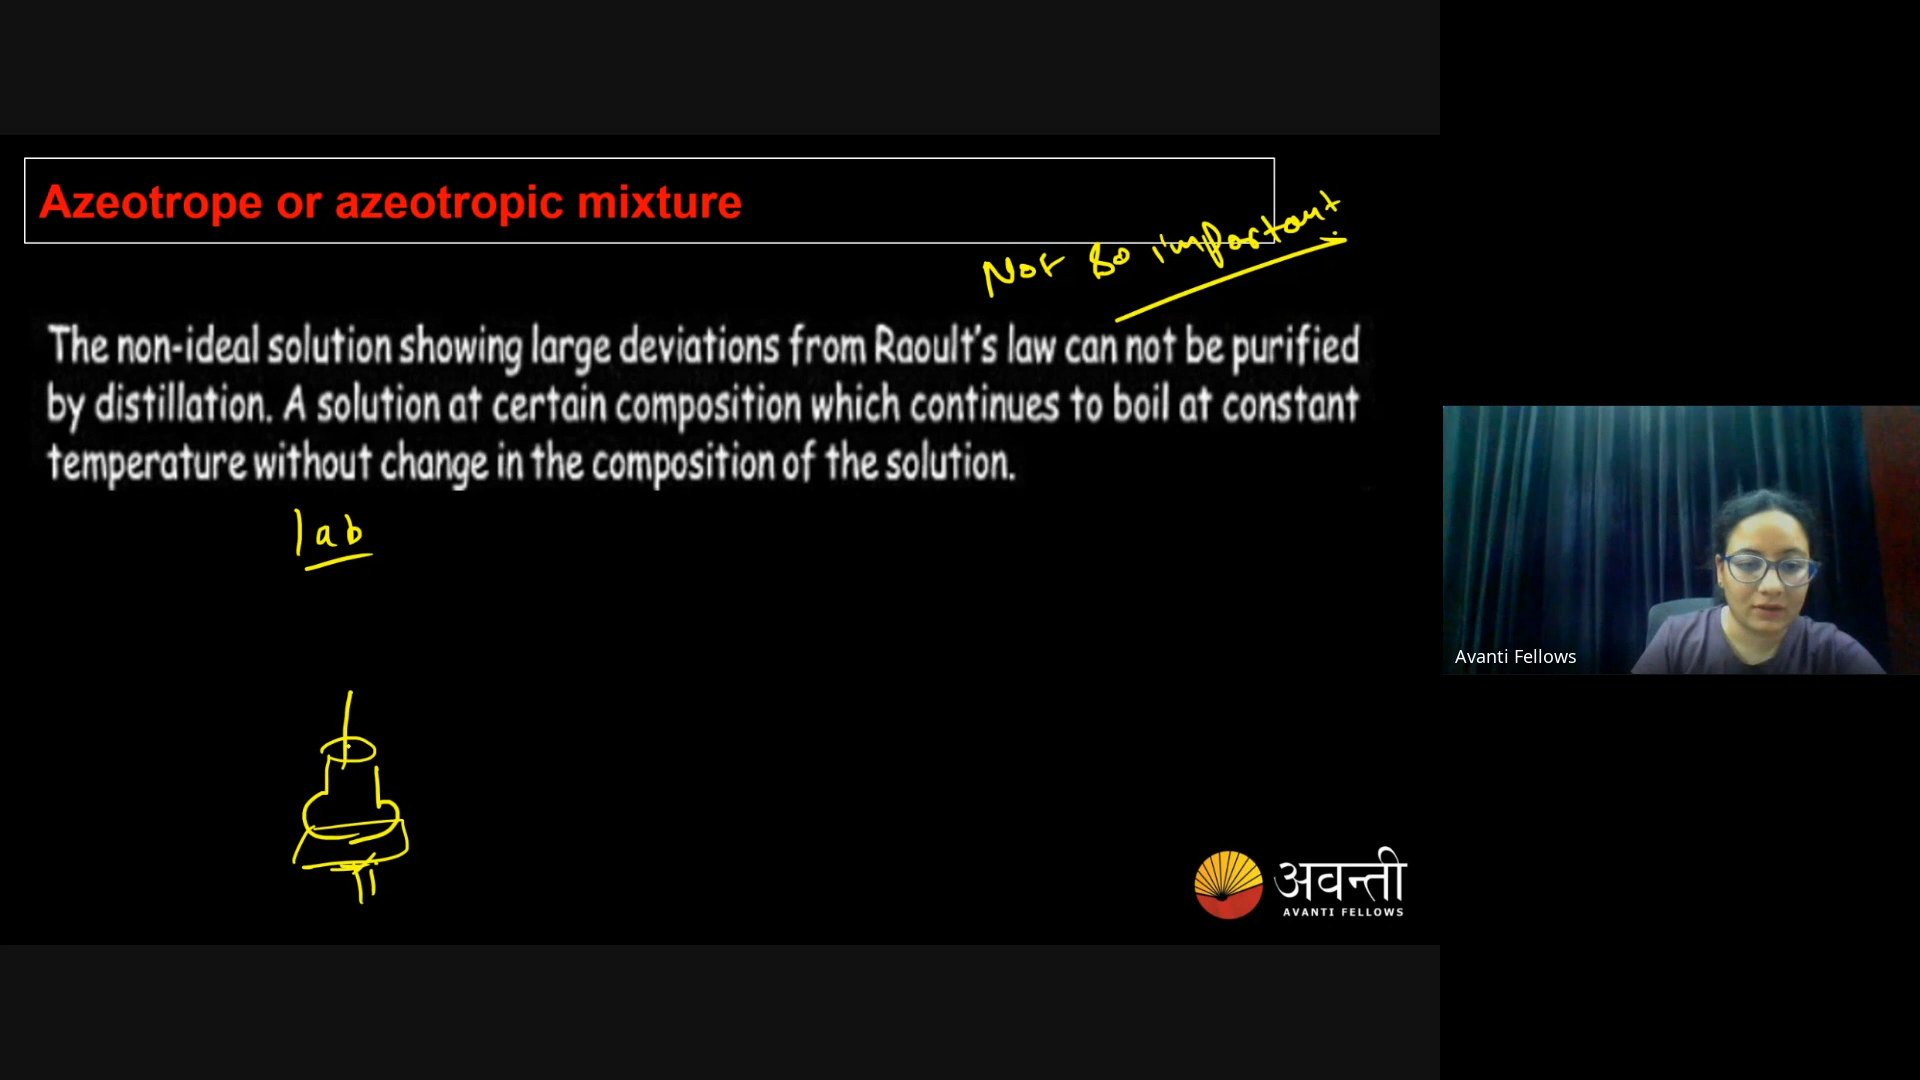 Azeotrope or azeotropic mixture
Not so important
The non-ideal solution showing large deviations from Raoult's law can not be purified
by distillation. A solution at certain composition which continues to boil at constant
temperature without change in the composition of the solution.
lab
Avanti Fellows
अवन्ती
AVANTI FELLOWS